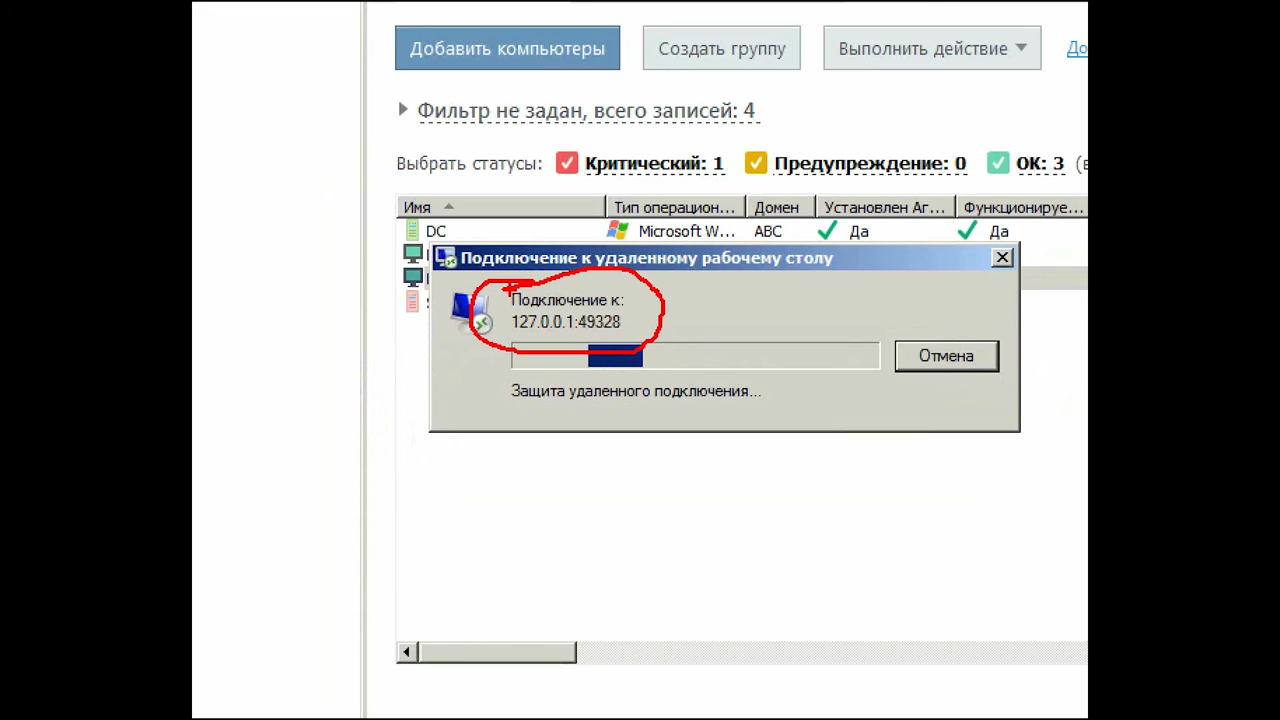 Добавить компьютеры Создать группу Выполнить действие До
Фильтр не задан, всего записей: 4
Выбрать статусы: Критический: 1 Предупреждение: 0 ОК: 3 (в
Имя Тип операцион... Домен Установлен Аг... Функционируе...
DC Microsoft W... ABC Да Да
Подключение к удаленному рабочему столу
Подключение к:
127.0.0.1:49328
Отмена
Защита удаленного подключения...